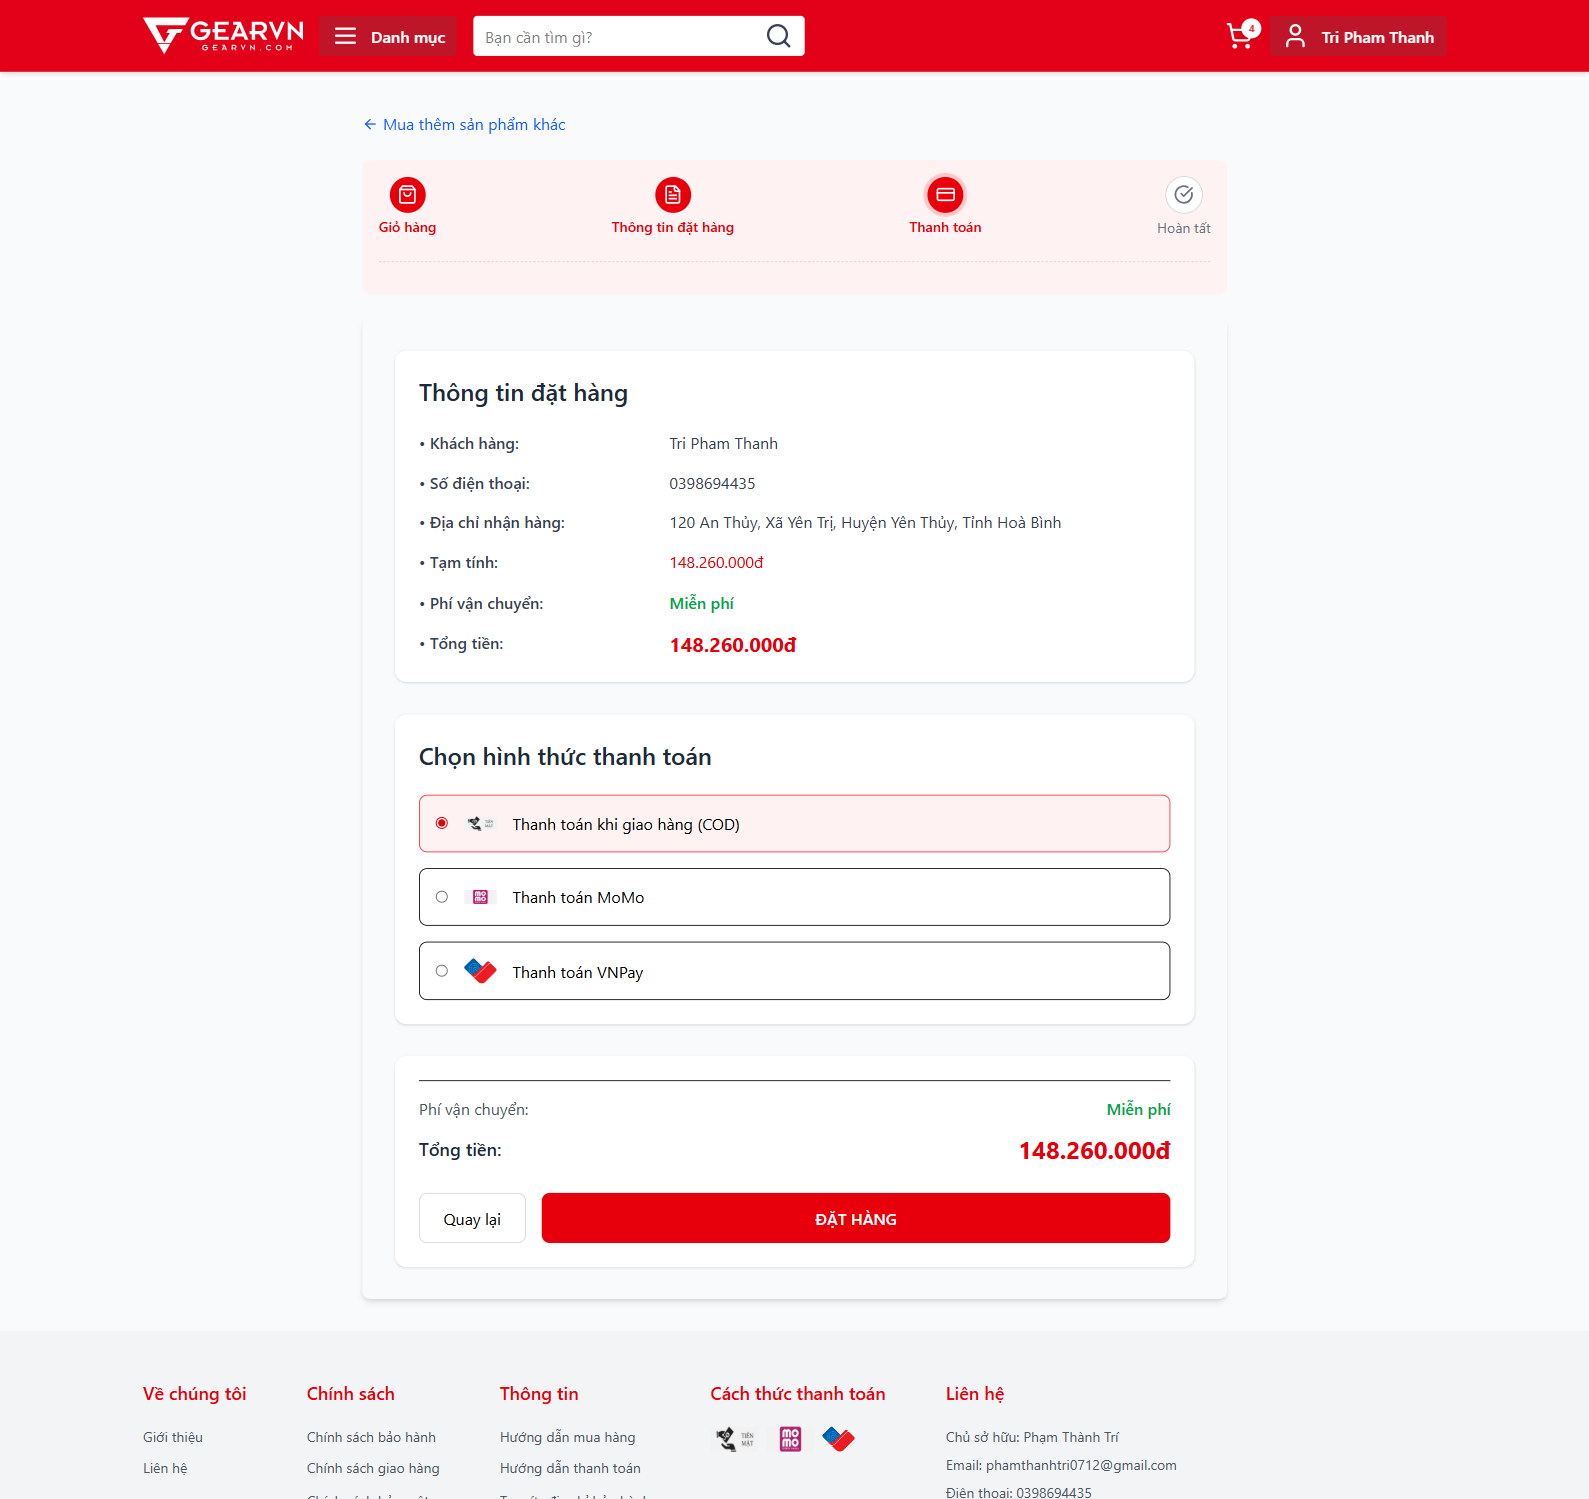 GEARVN
GEARVN.COM
Danh mục
Bạn cần tìm gì?
4
Tri Pham Thanh
← Mua thêm sản phẩm khác
Giỏ hàng
Thông tin đặt hàng
Thanh toán
Hoàn tất
Thông tin đặt hàng
• Khách hàng: Tri Pham Thanh
• Số điện thoại: 0398694435
• Địa chỉ nhận hàng: 120 An Thủy, Xã Yên Trị, Huyện Yên Thủy, Tỉnh Hoà Bình
• Tạm tính: 148.260.000đ
• Phí vận chuyển: Miễn phí
• Tổng tiền: 148.260.000đ
Chọn hình thức thanh toán
TIỀN MẶT
Thanh toán khi giao hàng (COD)
mo mo
Thanh toán MoMo
Thanh toán VNPay
Phí vận chuyển: Miễn phí
Tổng tiền: 148.260.000đ
Quay lại
ĐẶT HÀNG
Về chúng tôi
Giới thiệu
Liên hệ
Chính sách
Chính sách bảo hành
Chính sách giao hàng
Thông tin
Hướng dẫn mua hàng
Hướng dẫn thanh toán
Cách thức thanh toán
TIỀN MẶT
mo mo
Liên hệ
Chủ sở hữu: Phạm Thành Trí
Email: phamthanhtri0712@gmail.com
Điện thoại: 0398694435